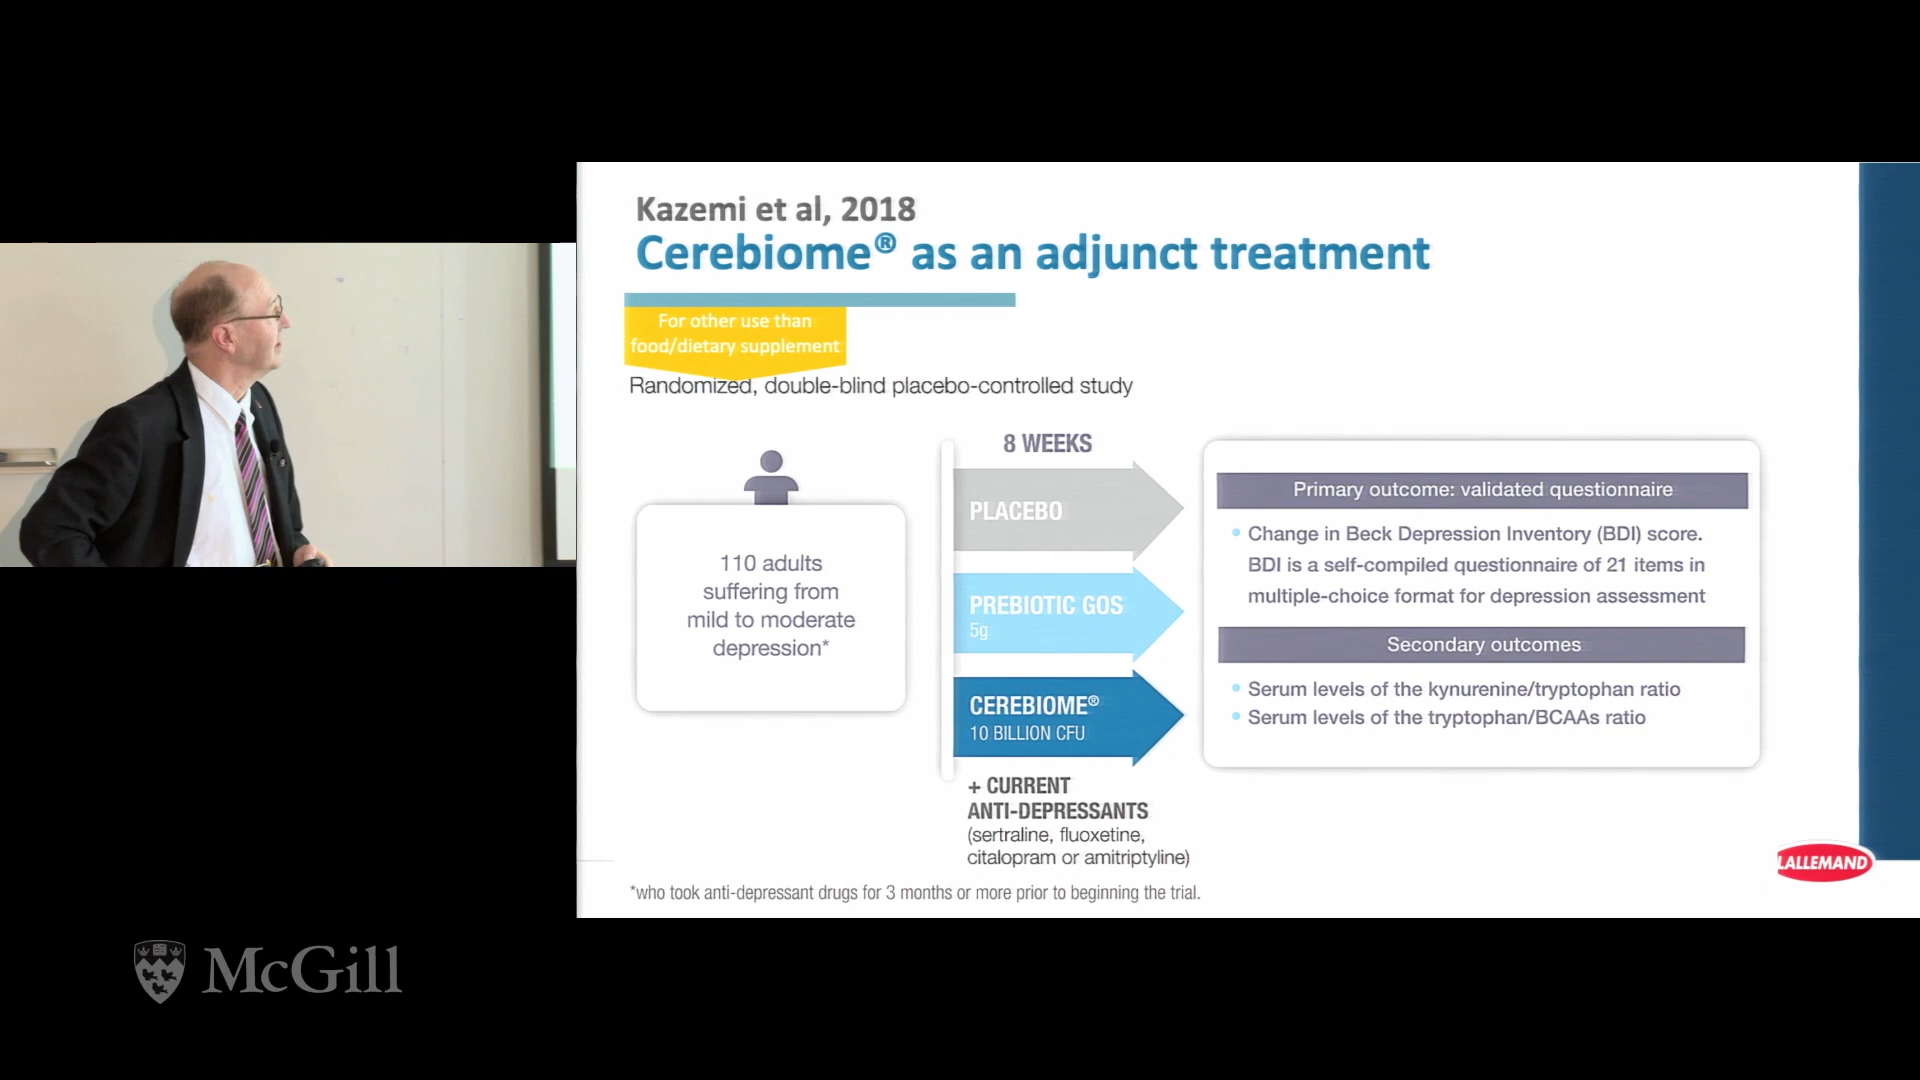 Kazemi et al, 2018
Cerebiome® as an adjunct treatment
For other use than
food/dietary supplement
Randomized, double-blind placebo-controlled study
110 adults
suffering from
mild to moderate
depression*
8 WEEKS
PLACEBO
PREBIOTIC GOS
5g
CEREBIOME®
10 BILLION CFU
+ CURRENT
ANTI-DEPRESSANTS
(sertraline, fluoxetine,
citalopram or amitriptyline)
Primary outcome: validated questionnaire
• Change in Beck Depression Inventory (BDI) score.
BDI is a self-compiled questionnaire of 21 items in
multiple-choice format for depression assessment
Secondary outcomes
• Serum levels of the kynurenine/tryptophan ratio
• Serum levels of the tryptophan/BCAAs ratio
*who took anti-depressant drugs for 3 months or more prior to beginning the trial.
LALLEMAND
McGill